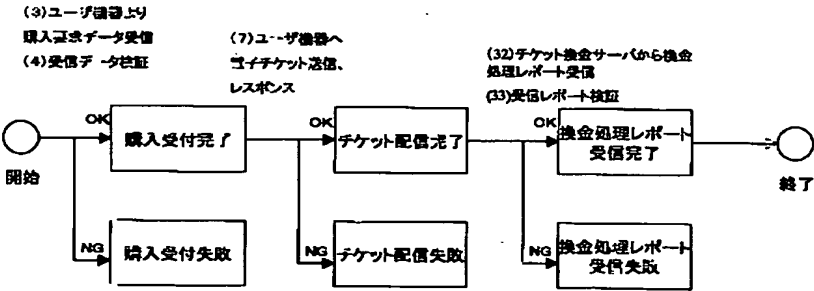 (3)ユーザ機器より
購入要求データ受信
(4)受信データ検証
(7)ユーザ機器へ
電子チケット送信、
レスポンス
(32)チケット換金サーバから換金
処理レポート受信
(33)受信レポート検証
OK
購入受付完了
OK
チケット配信完了
OK
換金処理レポート
受信完了
開始
終了
NG
購入受付失敗
NG
チケット配信失敗
NG
換金処理レポート
受信失敗